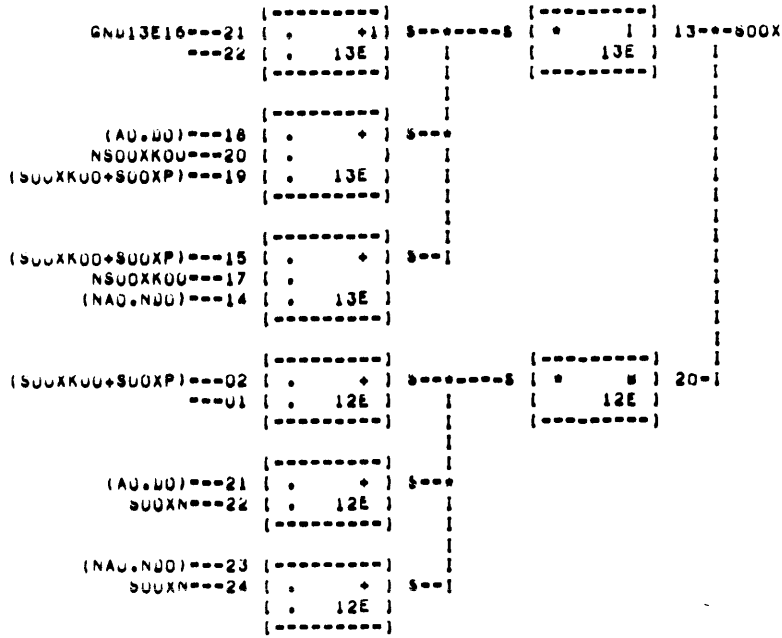 GND13E16---21 [ . +1] S---*-----S [ * I ] 13-*--S00X
---22 [ . 13E ] [ 13E ]
(A0.D0)---18 [ . + ] S--*
NS00XK00---20 [ .
(S00XK00+S00XP)---19 [ . 13E ]
(S00XK00+S00XP)---15 [ . + ] S--I
NS00XK00---17 [ .
(NA0.ND0)---14 [ . 13E ]
(S00XK00+S00XP)---02 [ . + ] S---*-----S [ * W ] 20-I
---01 [ . 12E ] [ 12E ]
(A0.D0)---21 [ . + ] S--*
S00XN---22 [ . 12E ]
(NA0.ND0)---23
S00XN---24 [ . + ] S--I
[ . 12E ]